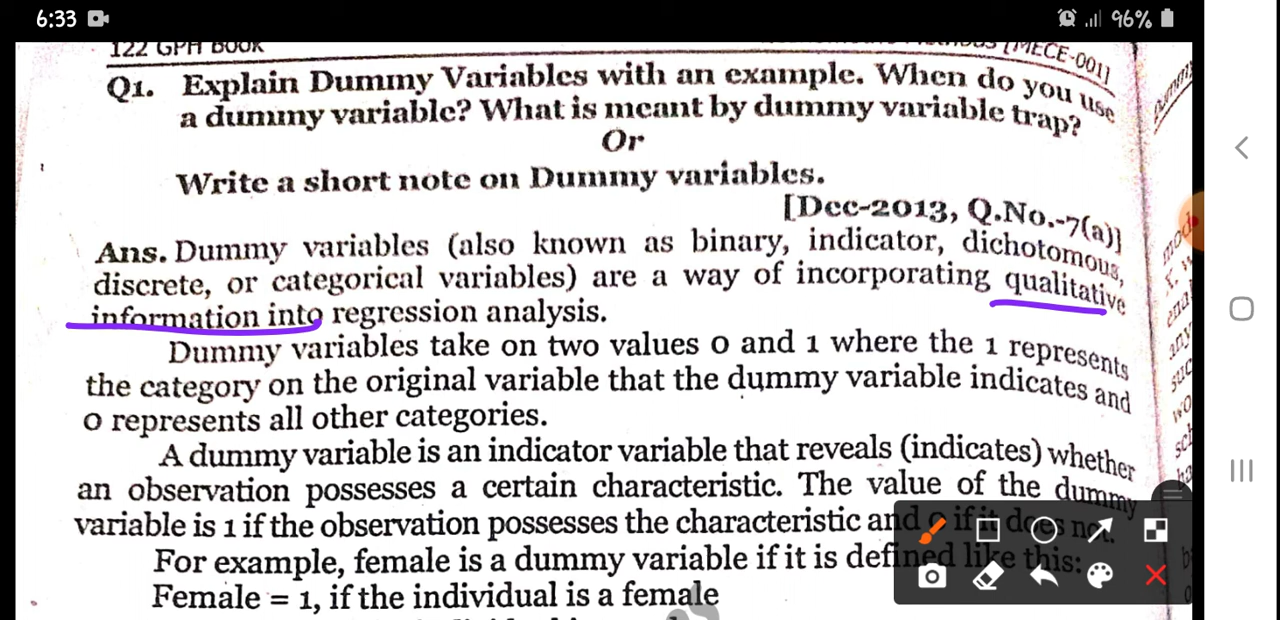 6:33 96%
122 GPH BOOK [MECE-001]
Q1. Explain Dummy Variables with an example. When do you use
a dummy variable? What is meant by dummy variable trap?
Or
Write a short note on Dummy variables.
[Dec-2013, Q.No.-7(a)]
Ans. Dummy variables (also known as binary, indicator, dichotomous,
discrete, or categorical variables) are a way of incorporating qualitative
information into regression analysis.
Dummy variables take on two values 0 and 1 where the 1 represents
the category on the original variable that the dummy variable indicates and
0 represents all other categories.
A dummy variable is an indicator variable that reveals (indicates) whether
an observation possesses a certain characteristic. The value of the dummy
variable is 1 if the observation possesses the characteristic and 0 if it does not.
For example, female is a dummy variable if it is defined like this:
Female = 1, if the individual is a female